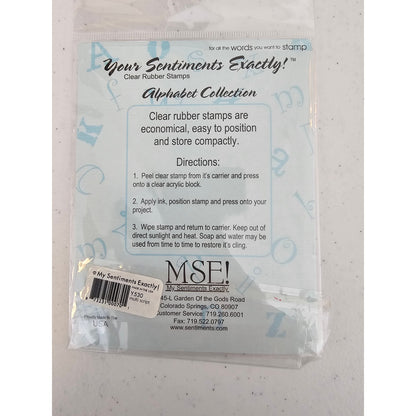 for all the words you want to stamp
Your Sentiments Exactly!™
Clear Rubber Stamps
Alphabet Collection
Clear rubber stamps are
economical, easy to position
and store compactly.
Directions:
1. Peel clear stamp from it's carrier and press
onto a clear acrylic block.
2. Apply ink, position stamp and press onto your
project.
3. Wipe stamp and return to carrier. Keep out of
direct sunlight and heat. Soap and water may be
used from time to time to restore it's cling.
MSE!
My Sentiments Exactly!
My Sentiments Exactly!
45-L Garden Of the Gods Road
Colorado Springs, CO 80907
Customer Service: 719.260.6001
Fax: 719.522.0797
www.sentiments.com
USA